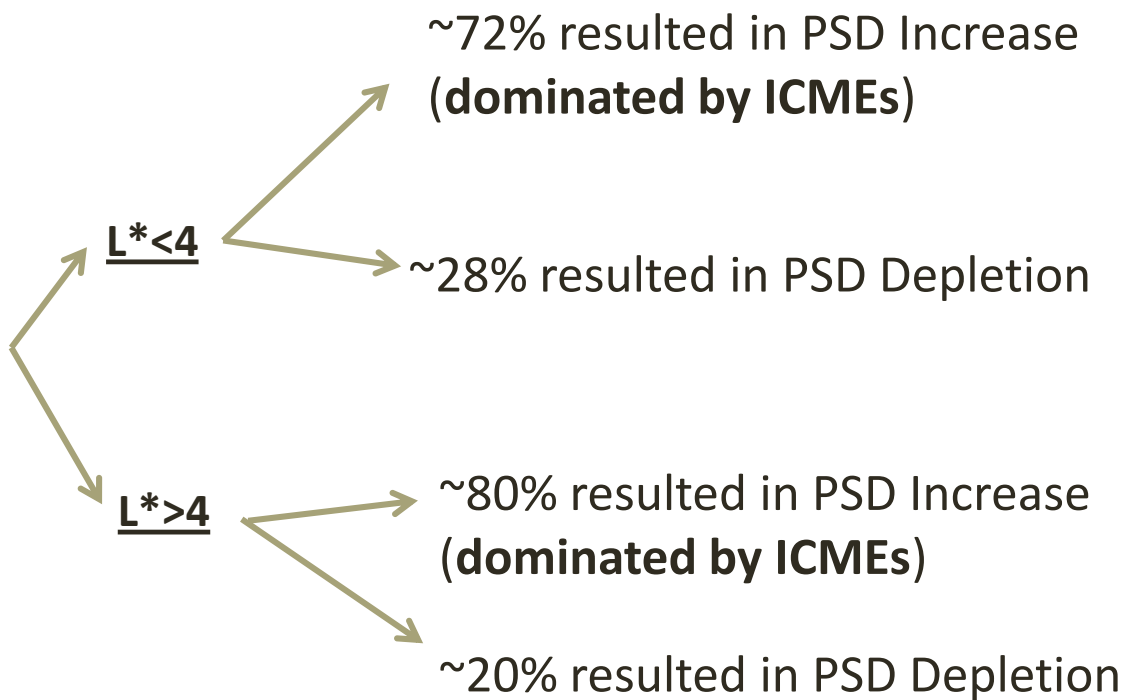 ~72% resulted in PSD Increase
(dominated by ICMEs)
L*<4
~28% resulted in PSD Depletion
~80% resulted in PSD Increase
L*>4
(dominated by ICMEs)
~20% resulted in PSD Depletion